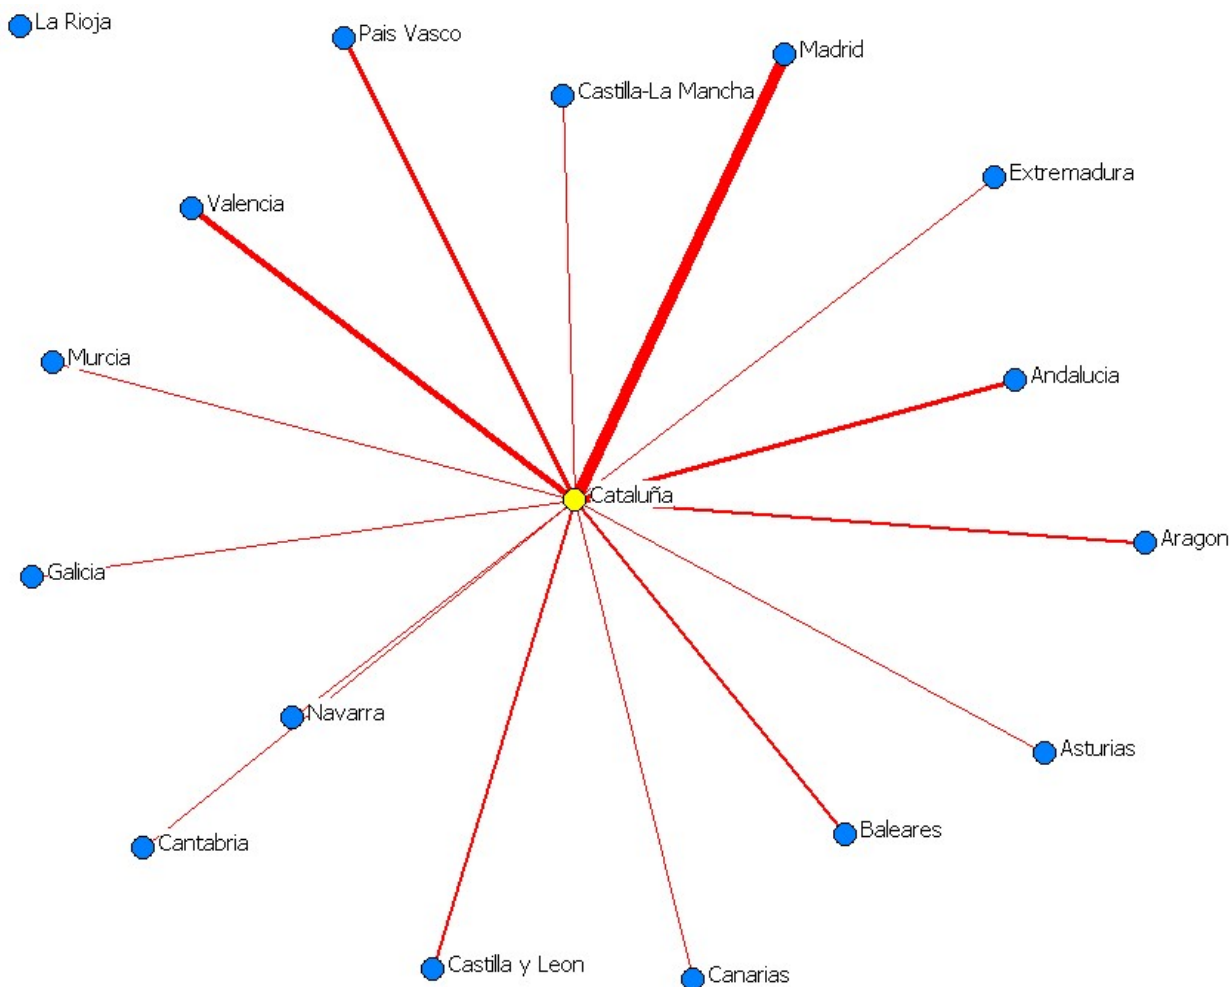 La Rioja
Pais Vasco
Madrid
Castilla-La Mancha
Extremadura
Valencia
Murcia
Andalucia
Cataluña
Aragon
Galicia
Navarra
Asturias
Baleares
Cantabria
Castilla y Leon
Canarias